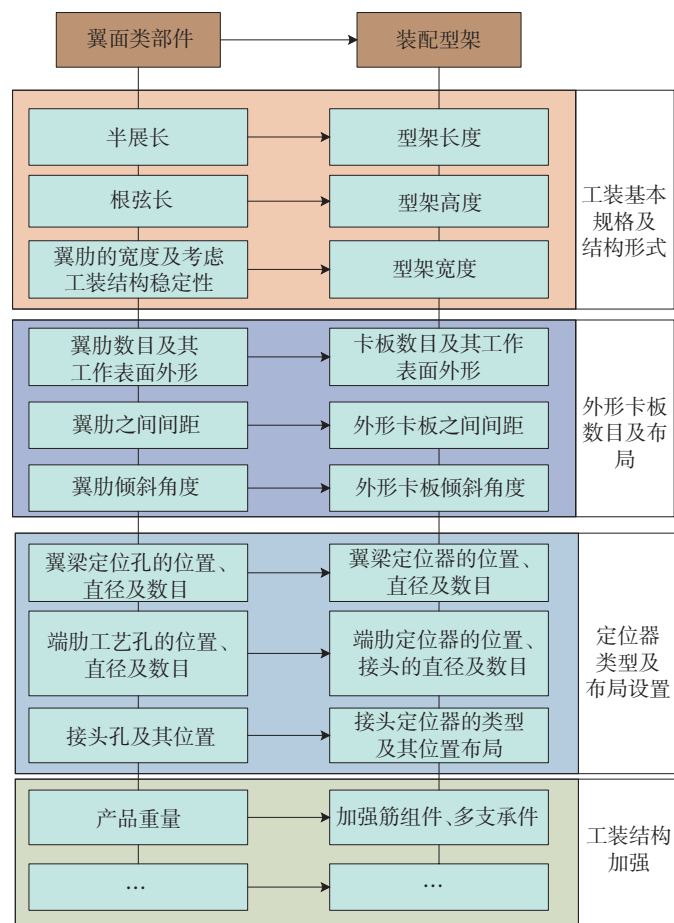 翼面类部件
装配型架
半展长
型架长度
根弦长
型架高度
翼肋的宽度及考虑
工装结构稳定性
型架宽度
工装基本
规格及
结构形式
翼肋数目及其
工作表面外形
卡板数目及其工作
表面外形
翼肋之间间距
外形卡板之间间距
翼肋倾斜角度
外形卡板倾斜角度
外形卡板
数目及布
局
翼梁定位孔的位置、
直径及数目
翼梁定位器的位置、
直径及数目
端肋工艺孔的位置、
直径及数目
端肋定位器的位置、
接头的直径及数目
接头孔及其位置
接头定位器的类型
及其位置布局
定位器
类型及
布局设置
产品重量
加强筋组件、多支承件
…
…
工装结构
加强